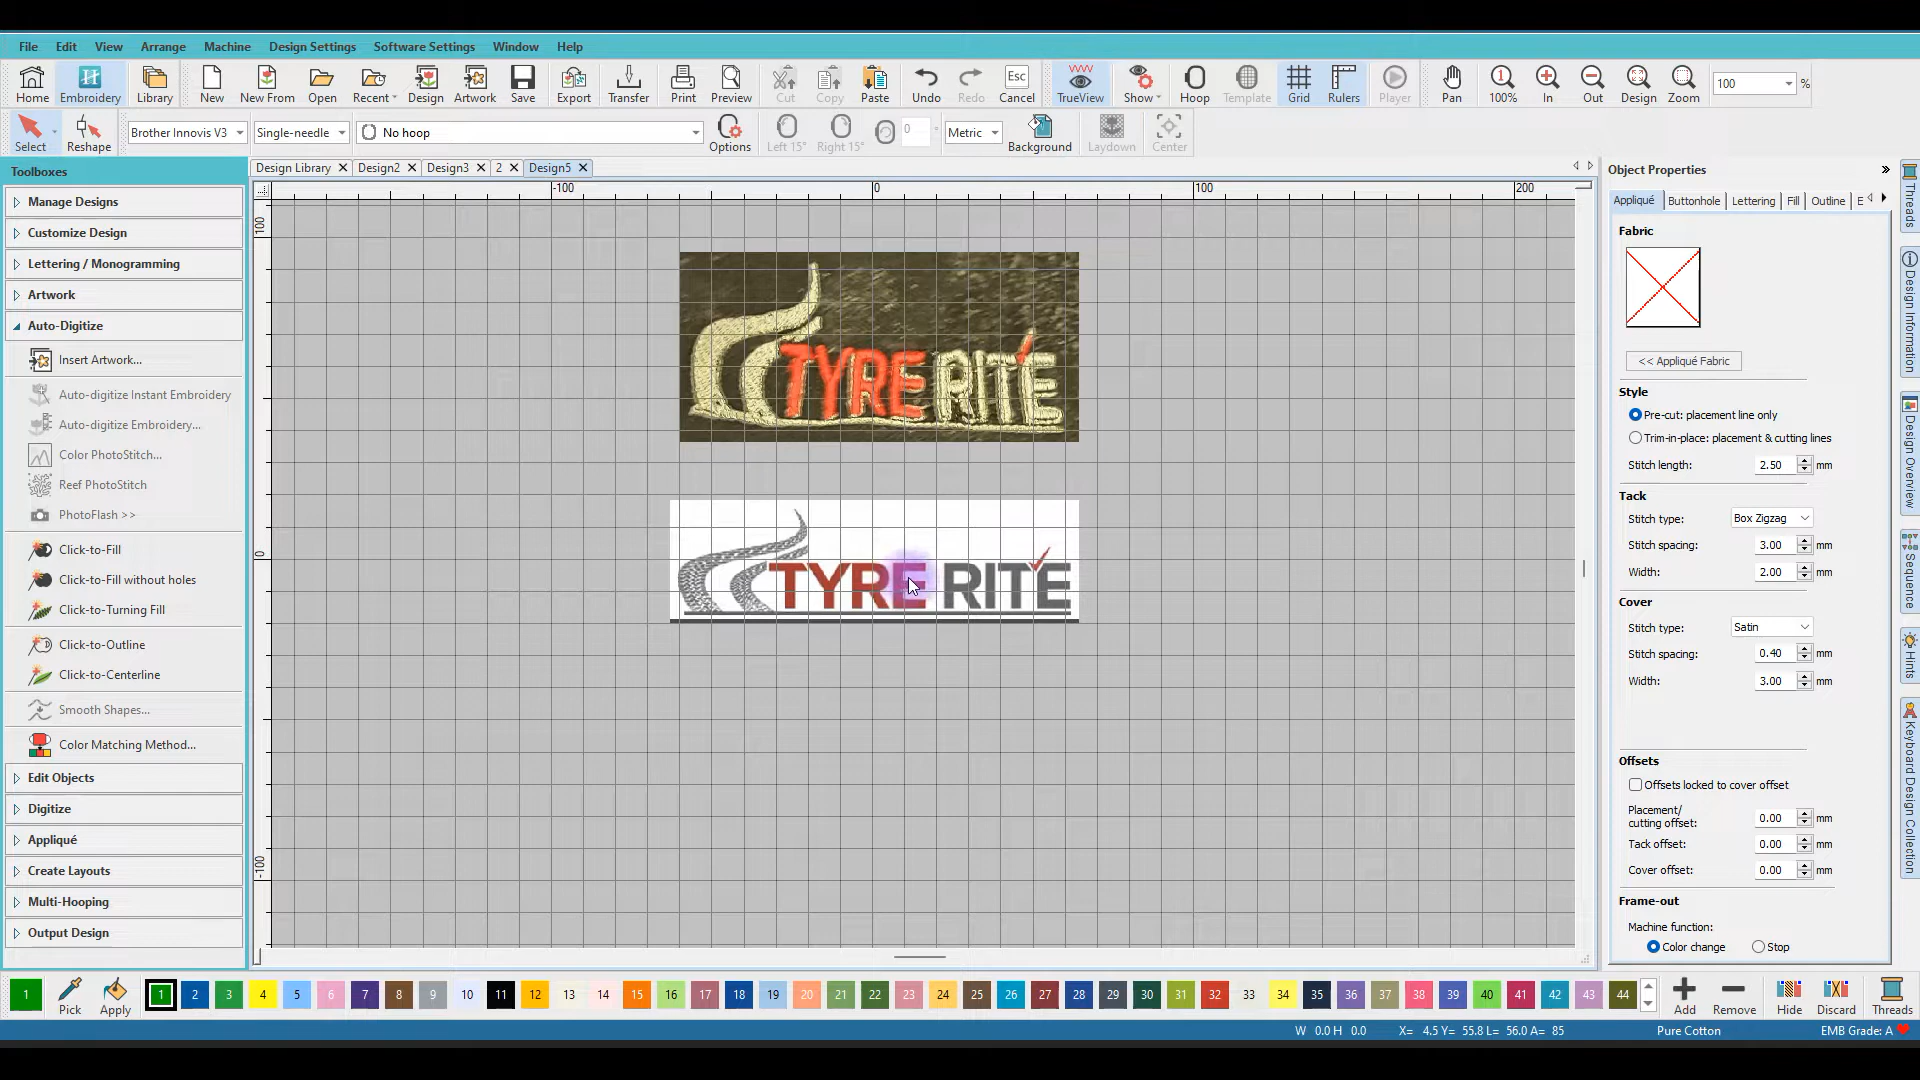 File Edit View Arrange Machine Design Settings Software Settings Window Help
Home Embroidery Library New New From Open Recent Design Artwork Save Export Transfer Print Preview Cut Copy Paste Undo Redo Esc Cancel TrueView Show Hoop Template Grid Rulers Player Pan 1 100% In Out Design Zoom 100 %
Select Reshape Brother Innovis V3 Single-needle No hoop Options Left 15° Right 15° 0 ° Metric Background Laydown Center
Toolboxes
Manage Designs
Customize Design
Lettering / Monogramming
Artwork
Auto-Digitize
Insert Artwork...
Auto-digitize Instant Embroidery
Auto-digitize Embroidery...
Color PhotoStitch...
Reef PhotoStitch
PhotoFlash >>
Click-to-Fill
Click-to-Fill without holes
Click-to-Turning Fill
Click-to-Outline
Click-to-Centerline
Smooth Shapes...
Color Matching Method...
Edit Objects
Digitize
Appliqué
Create Layouts
Multi-Hooping
Output Design
Design Library Design2 Design3 2 Design5
-100 0 100 200
100
0
-100
TYRE RITE
TYRE RITE
Object Properties »
Appliqué Buttonhole Lettering Fill Outline E
Fabric
<< Appliqué Fabric
Style
Pre-cut: placement line only
Trim-in-place: placement & cutting lines
Stitch length: 2.50 mm
Tack
Stitch type: Box Zigzag
Stitch spacing: 3.00 mm
Width: 2.00 mm
Cover
Stitch type: Satin
Stitch spacing: 0.40 mm
Width: 3.00 mm
Offsets
Offsets locked to cover offset
Placement/
cutting offset: 0.00 mm
Tack offset: 0.00 mm
Cover offset: 0.00 mm
Frame-out
Machine function:
Color change Stop
Threads
Design Information
Design Overview
Sequence
Hints
Keyboard Design Collection
1 Pick Apply 1 2 3 4 5 6 7 8 9 10 11 12 13 14 15 16 17 18 19 20 21 22 23 24 25 26 27 28 29 30 31 32 33 34 35 36 37 38 39 40 41 42 43 44 Add Remove Hide Discard Threads
W 0.0 H 0.0 X= 4.5 Y= 55.8 L= 56.0 A= 85 Pure Cotton EMB Grade: A